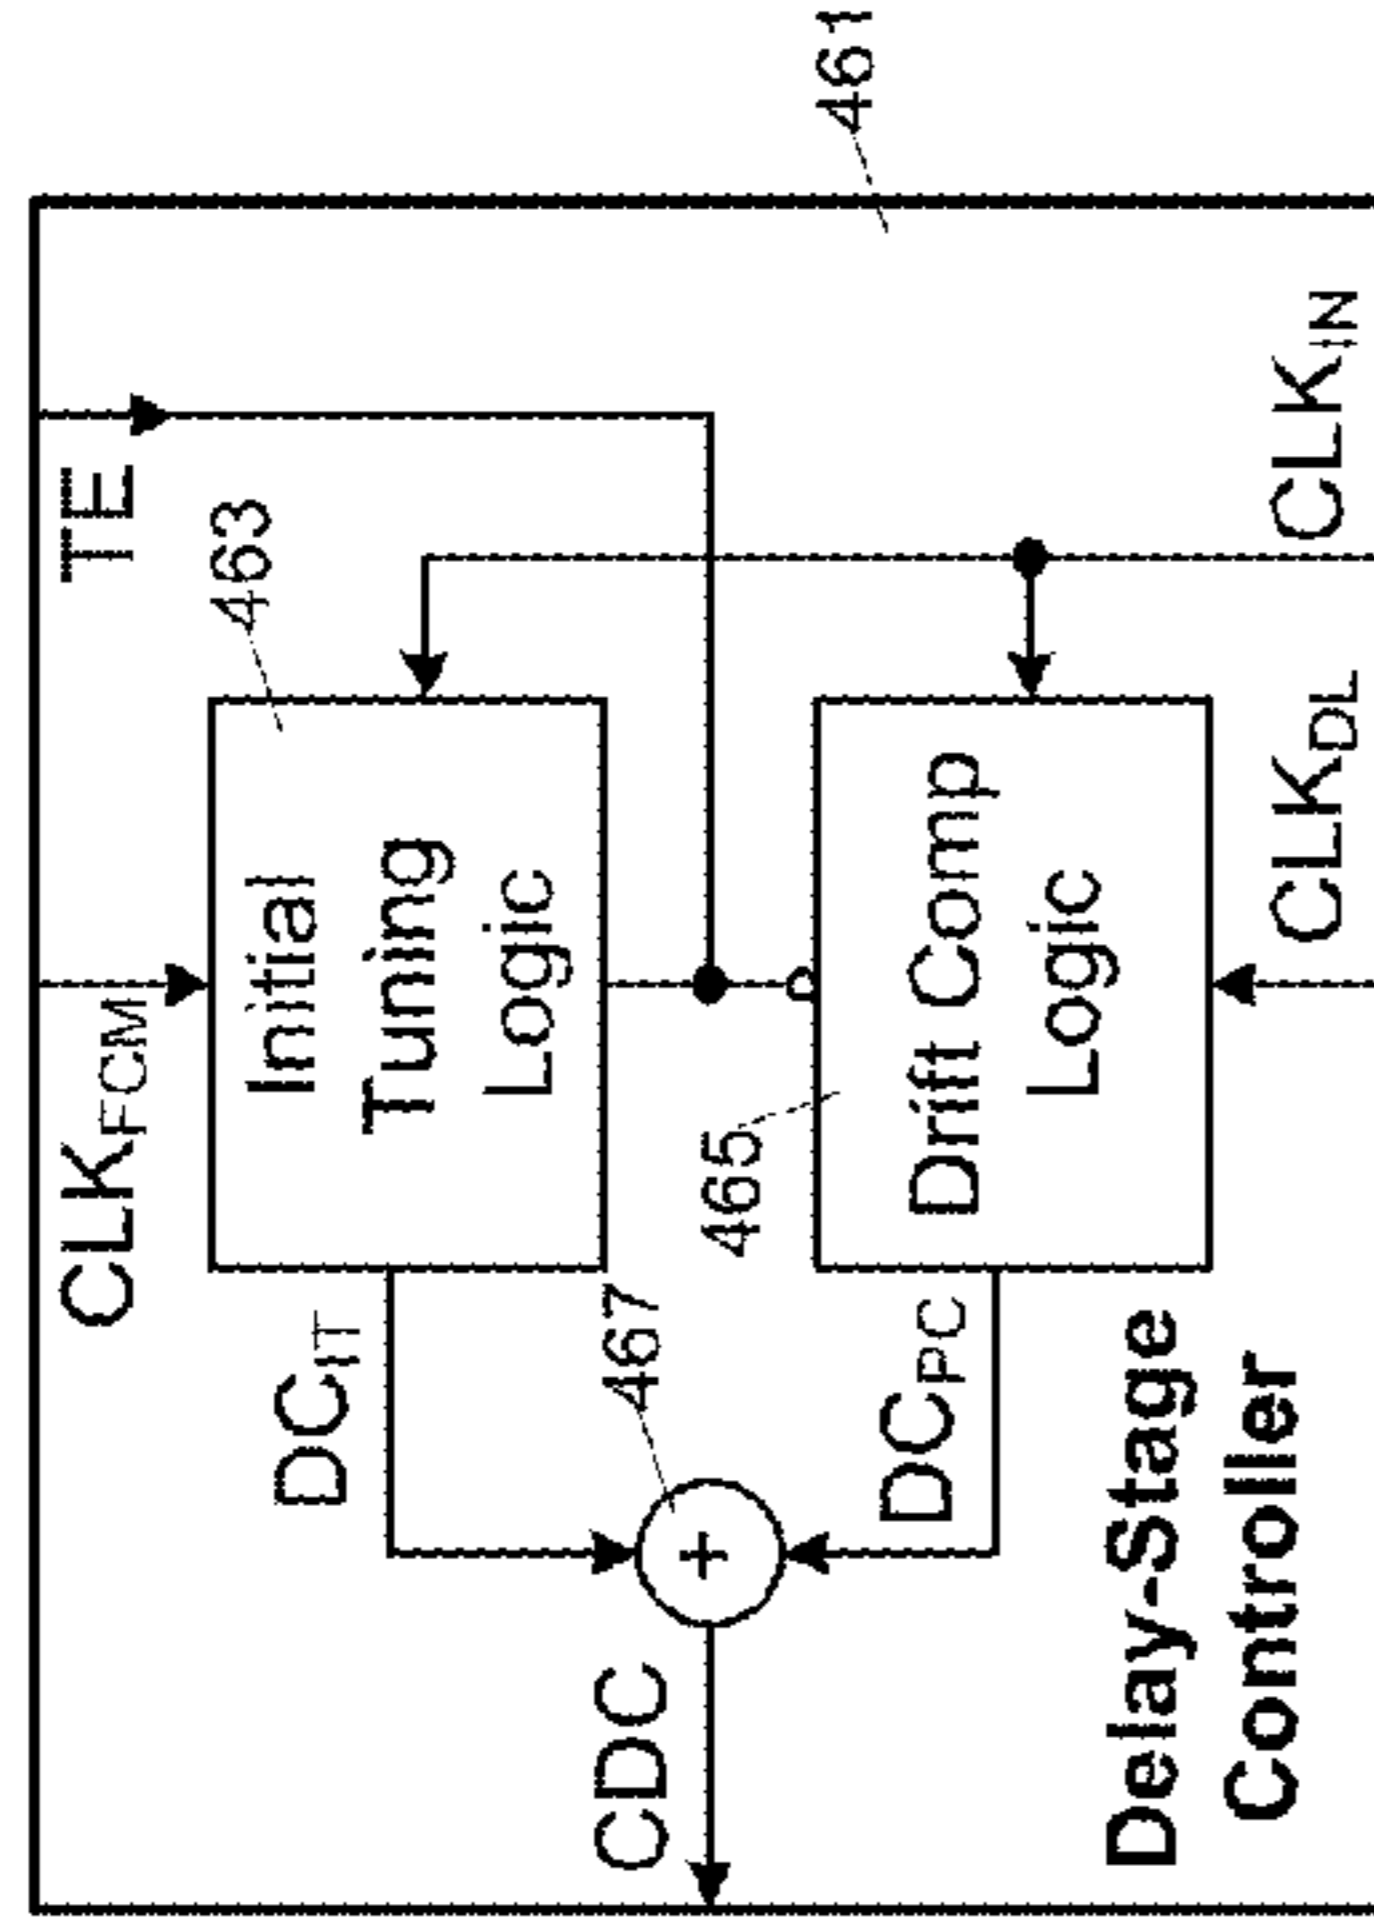 CLK_FCM
TE
463
461
Initial
Tuning
Logic
DC_IT
467
465
CDC
+
Drift Comp
Logic
DC_PC
CLK_DL
CLK_IN
Delay-Stage
Controller